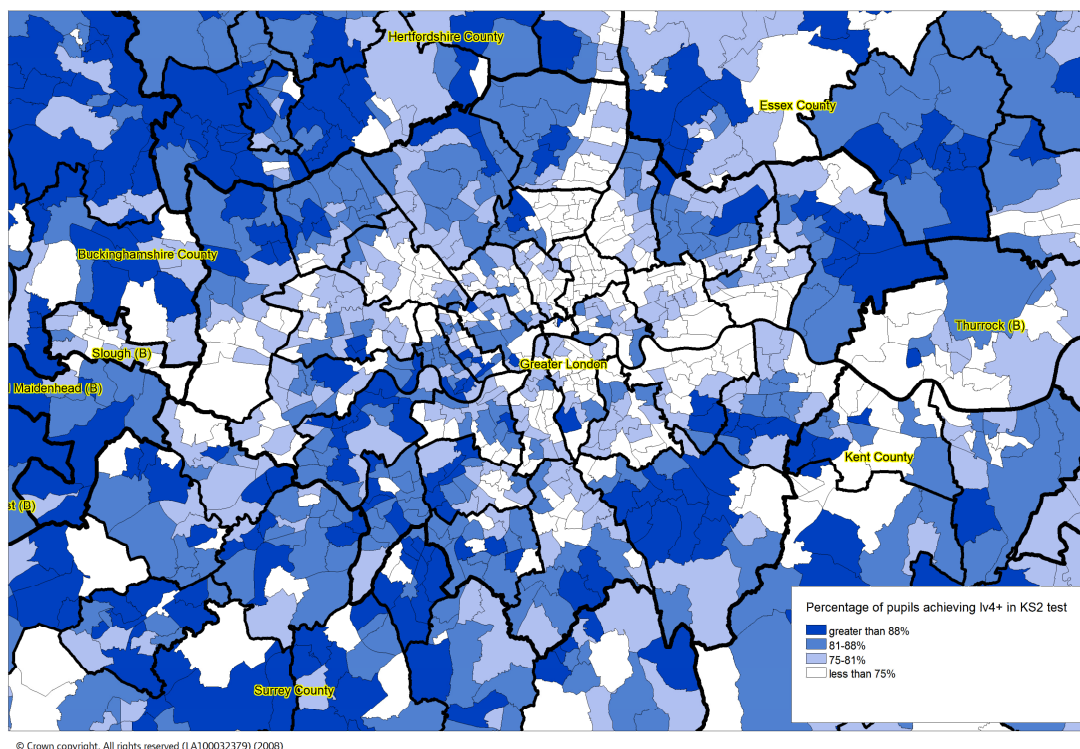 Hertfordshire County
Essex County
Buckinghamshire County
Thurrock (B)
Slough (B)
Greater London
Maidenhead (B)
Kent County
st (B)
Surrey County
Percentage of pupils achieving lv4+ in KS2 test
greater than 88%
81-88%
75-81%
less than 75%
© Crown copyright. All rights reserved (LA100032379) (2008)